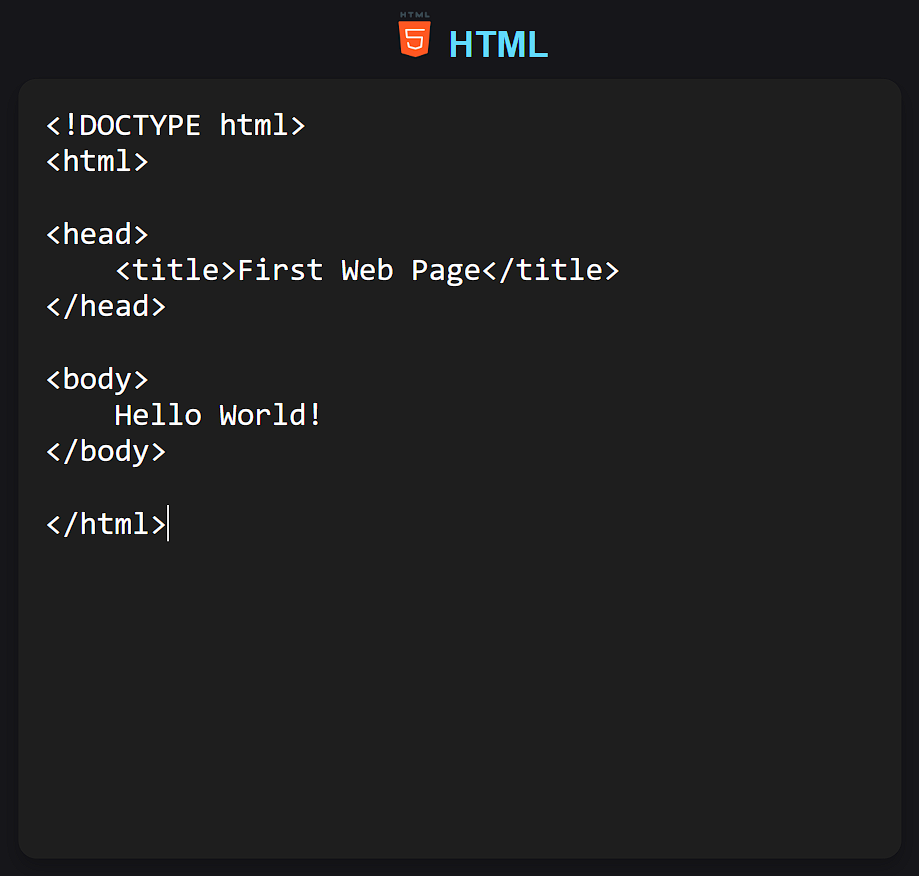 HTML
5 HTML
<!DOCTYPE html>
<html>

<head>
    <title>First Web Page</title>
</head>

<body>
    Hello World!
</body>

</html>